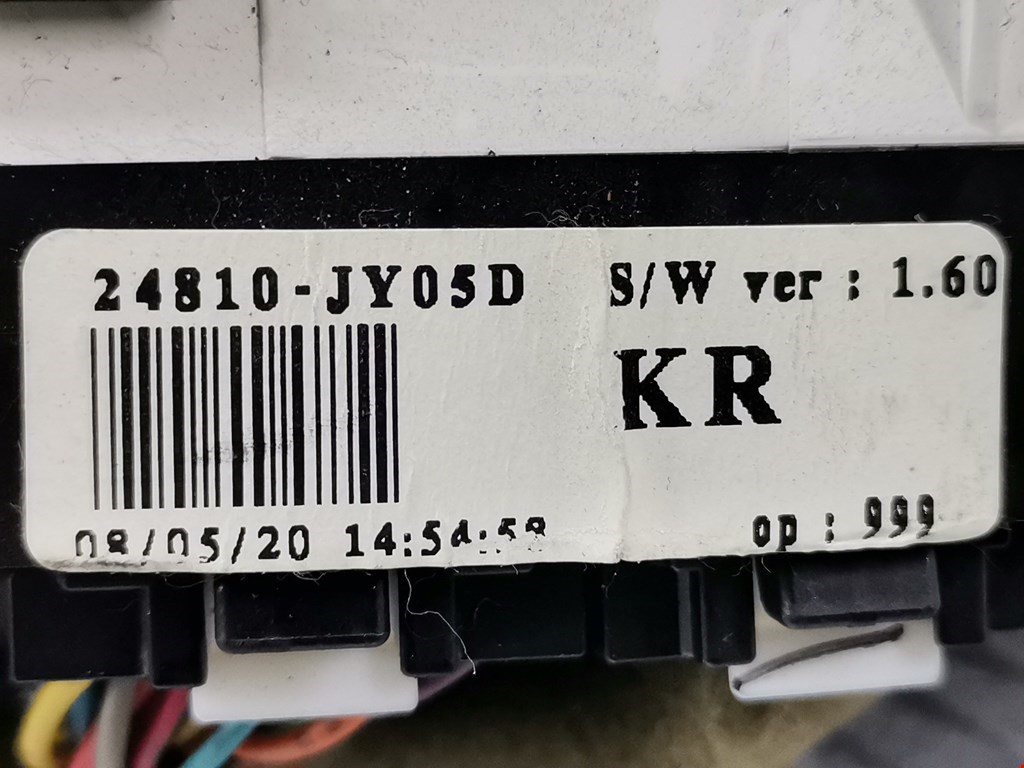 24810-JY05D S/W ver : 1.60
KR
08/05/20 14:54:58 op : 999